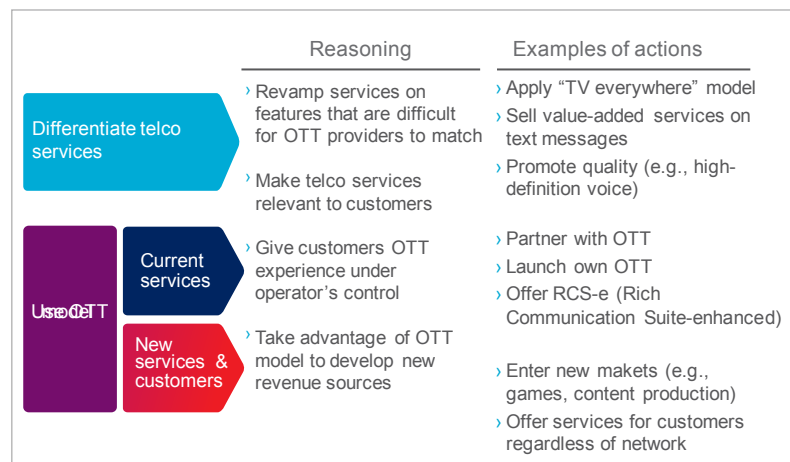 Reasoning
Examples of actions
Differentiate telco
services
› Revamp services on
features that are difficult
for OTT providers to match
› Make telco services
relevant to customers
› Apply “TV everywhere” model
› Sell value-added services on
text messages
› Promote quality (e.g., high-
definition voice)
Use OTT
model
Current
services
› Give customers OTT
experience under
operator’s control
› Partner with OTT
› Launch own OTT
› Offer RCS-e (Rich
Communication Suite-enhanced)
New
services &
customers
› Take advantage of OTT
model to develop new
revenue sources
› Enter new makets (e.g.,
games, content production)
› Offer services for customers
regardless of network